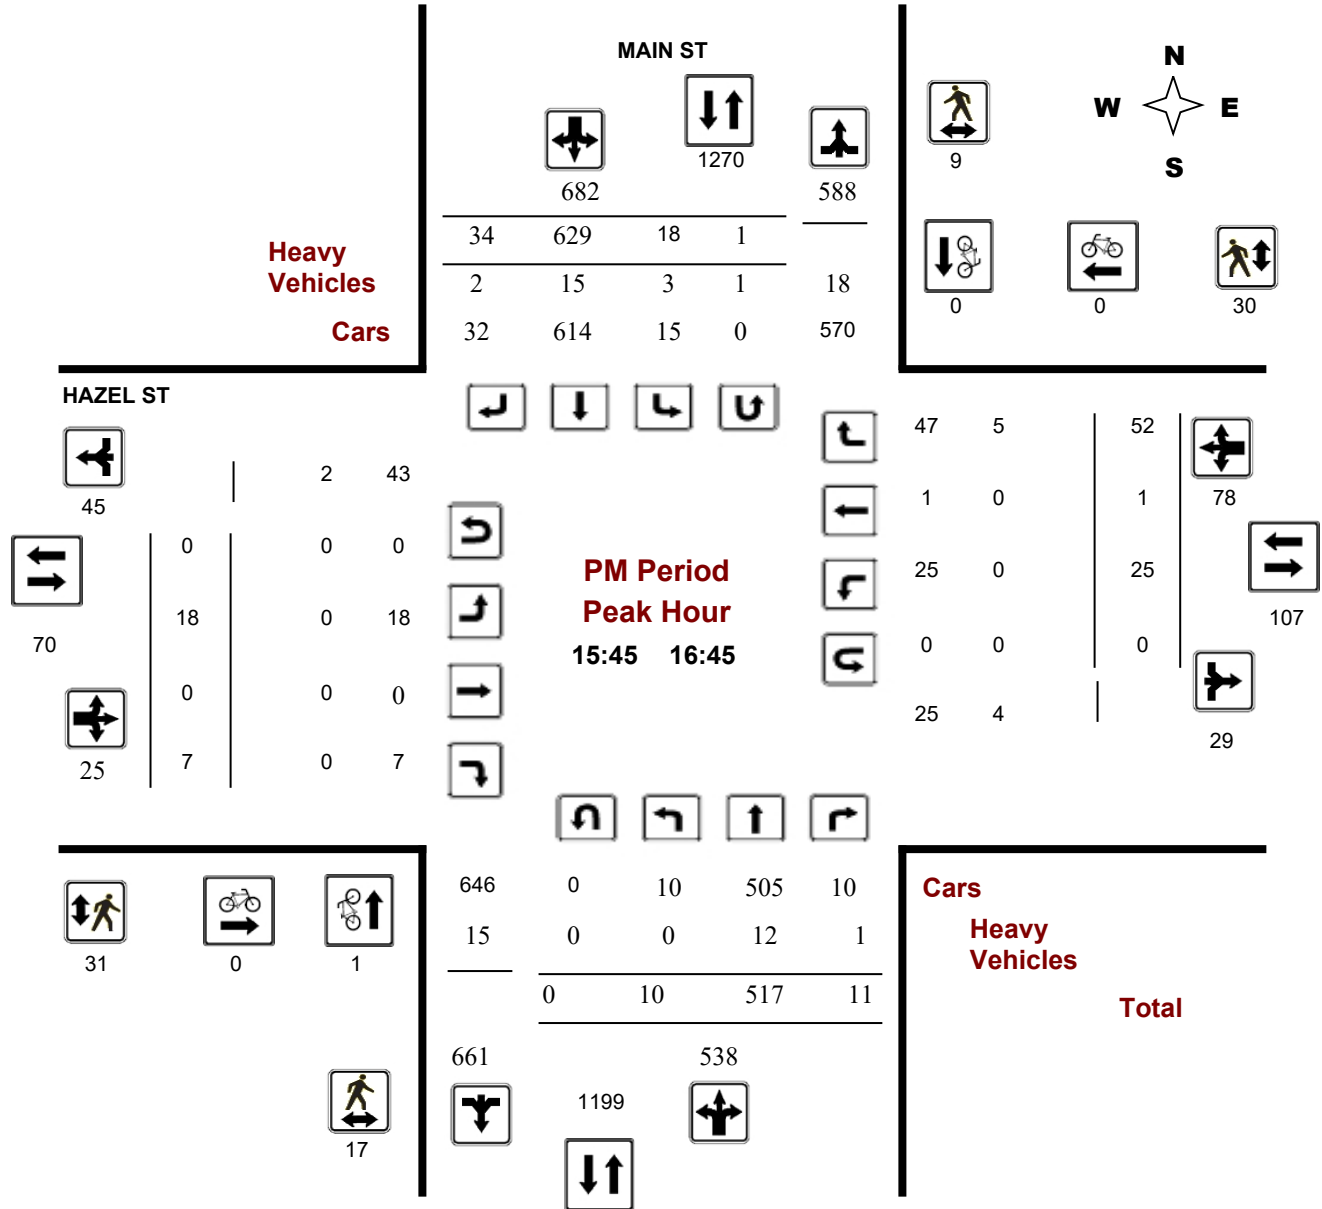 MAIN ST
N
W E
S
1270
9
682 588
34 629 18 1
Heavy
Vehicles
2 15 3 1 18
Cars
32 614 15 0 570
0 0 30
HAZEL ST
47 5 52
2 43
45
1 0 1 78
0 0 0
PM Period
25 0 25
Peak Hour
18 0 18
107
70
15:45 16:45
0 0 0
0 0 0
25 4
29
25 7 0 7
646 0 10 505 10
Cars
15 0 0 12 1
Heavy
Vehicles
31 0 1
0 10 517 11
Total
661 538
1199
17